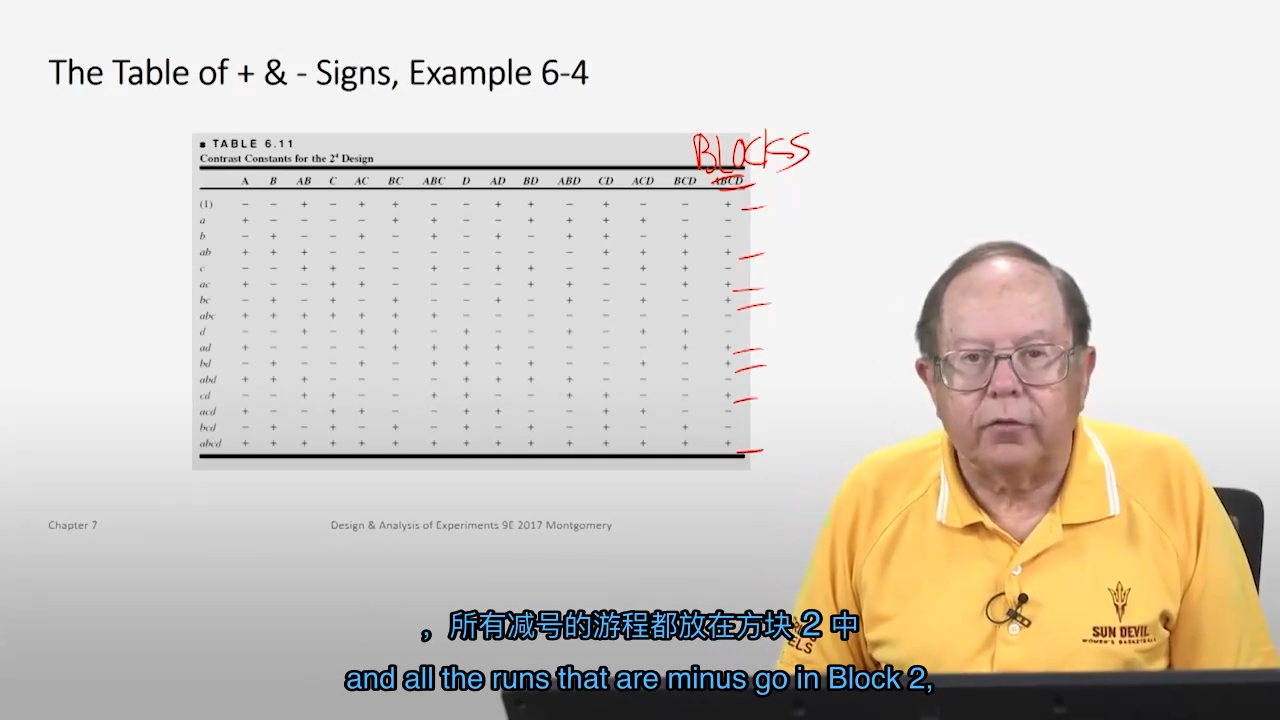 The Table of + & - Signs, Example 6-4
BLOCKS
■ TABLE 6.11
Contrast Constants for the 2⁴ Design
A B AB C AC BC ABC D AD BD ABD CD ACD BCD ABCD
(1) − − + − + + − − + + − + − − +
a + − − − − + + − − + + + + − −
b − + − − + − + − + − + + − + −
ab + + + − − − − − − − − + + + +
c − − + + − − + − + + − − + + −
ac + − − + + − − − − + + − − + +
bc − + − + − + − − + − + − + − +
abc + + + + + + + − − − − − − − −
d − − + − + + − + − − + − + + −
ad + − − − − + + + + − − − − + +
bd − + − − + − + + − + − − + − +
abd + + + − − − − + + + + − − − −
cd − − + + − − + + − − + + − − +
acd + − − + + − − + + − − + + − −
bcd − + − + − + − + − + − + − + −
abcd + + + + + + + + + + + + + + +
Chapter 7
Design & Analysis of Experiments 9E 2017 Montgomery
SUN DEVIL
WOMEN'S BASKETBALL
，所有减号的游程都放在方块 2 中
and all the runs that are minus go in Block 2,